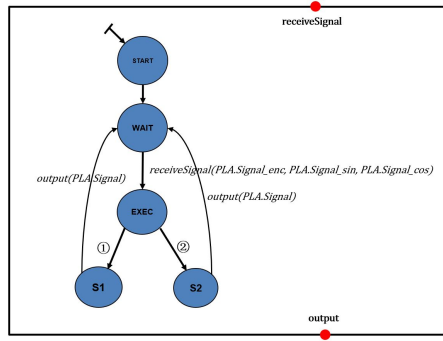 receiveSignal
START
WAIT
receiveSignal(PLA.Signal_enc, PLA.Signal_sin, PLA.Signal_cos)
output(PLA.Signal)
output(PLA.Signal)
EXEC
① ②
S1 S2
output